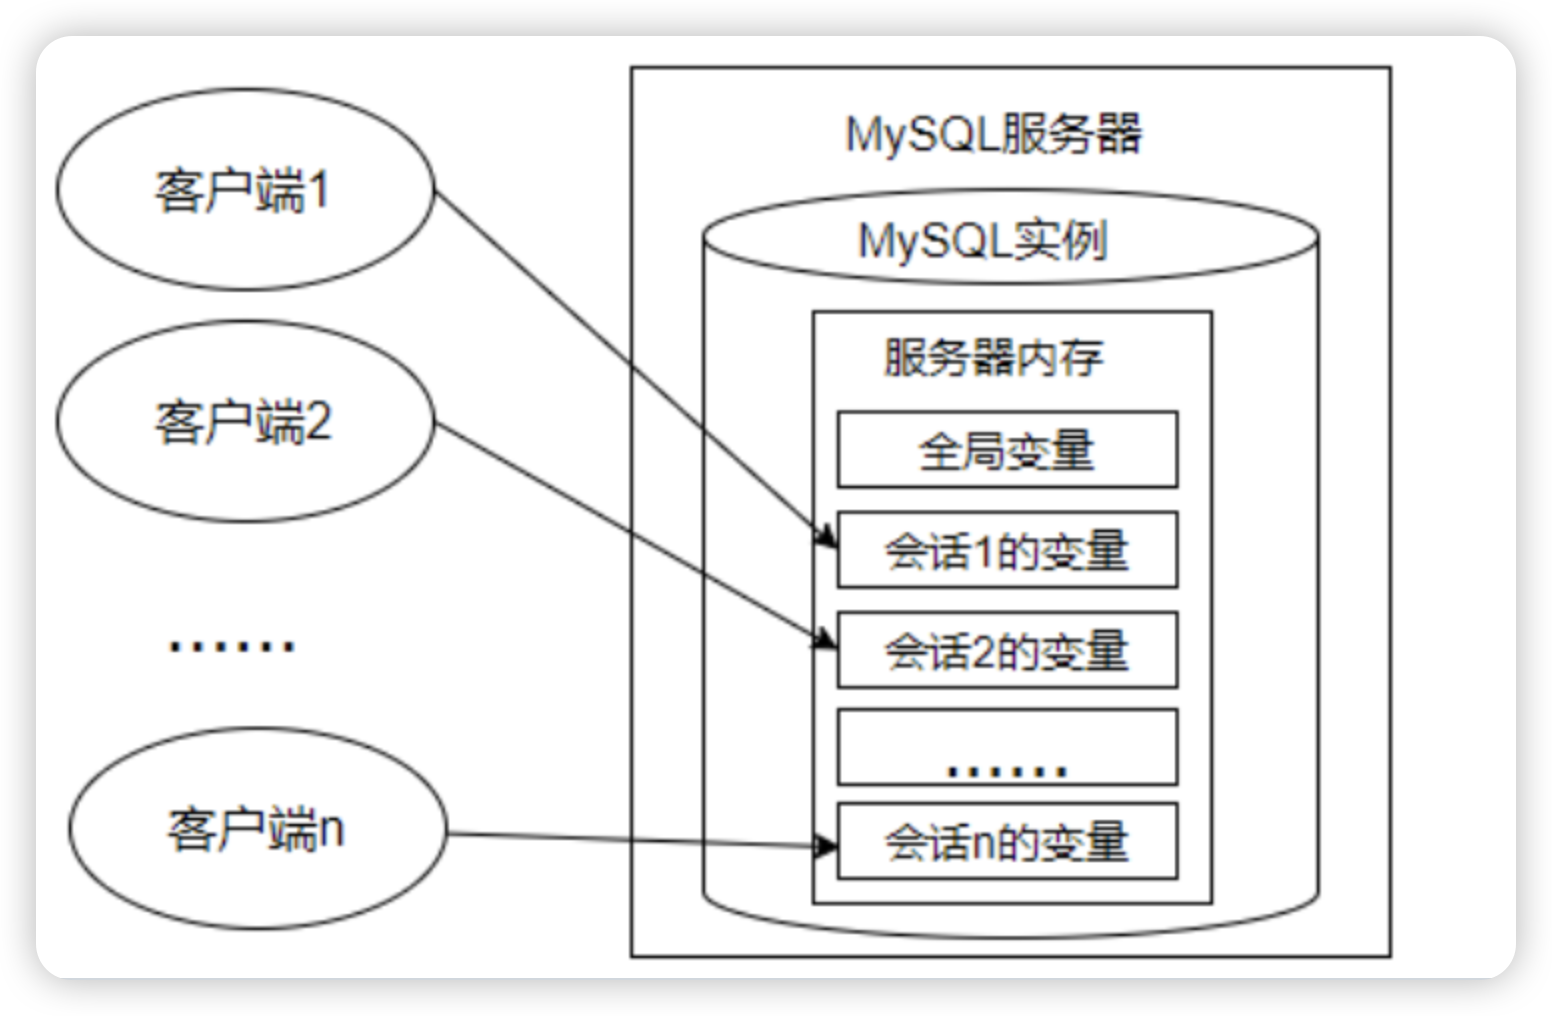 客户端1
客户端2
······
客户端n
MySQL服务器
MySQL实例
服务器内存
全局变量
会话1的变量
会话2的变量
······
会话n的变量